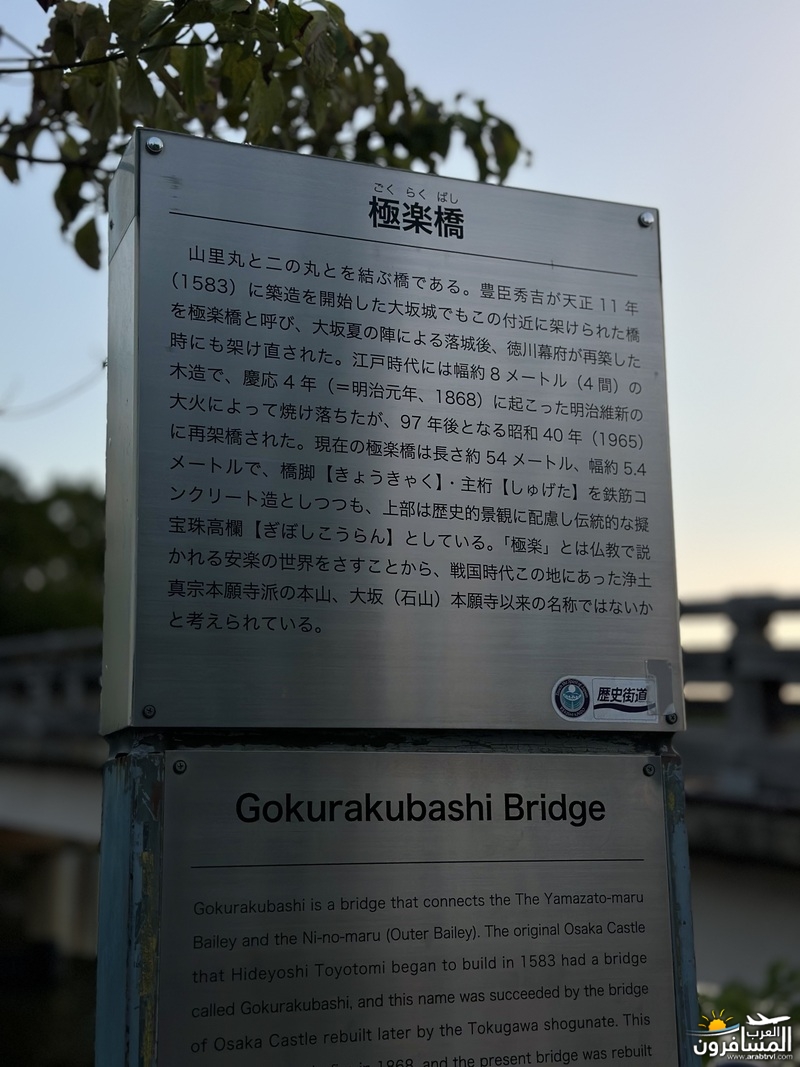 ごく らく ばし
極楽橋
山里丸と二の丸とを結ぶ橋である。豊臣秀吉が天正 11 年
（1583）に築造を開始した大坂城でもこの付近に架けられた橋
を極楽橋と呼び、大坂夏の陣による落城後、徳川幕府が再築した
時にも架け直された。江戸時代には幅約 8 メートル（4 間）の
木造で、慶応 4 年（＝明治元年、1868）に起こった明治維新の
大火によって焼け落ちたが、97 年後となる昭和 40 年（1965）
に再架橋された。現在の極楽橋は長さ約 54 メートル、幅約 5.4
メートルで、橋脚【きょうきゃく】・主桁【しゅげた】を鉄筋コ
ンクリート造としつつも、上部は歴史的景観に配慮し伝統的な擬
宝珠高欄【ぎぼしこうらん】としている。「極楽」とは仏教で説
かれる安楽の世界をさすことから、戦国時代この地にあった浄土
真宗本願寺派の本山、大坂（石山）本願寺以来の名称ではないか
と考えられている。
歴史街道
Gokurakubashi Bridge
Gokurakubashi is a bridge that connects the The Yamazato-maru
Bailey and the Ni-no-maru (Outer Bailey). The original Osaka Castle
that Hideyoshi Toyotomi began to build in 1583 had a bridge
called Gokurakubashi, and this name was succeeded by the bridge
of Osaka Castle rebuilt later by the Tokugawa shogunate. This
in 1868, and the present bridge was rebuilt
العرب
المسافرون
www.arabtrvl.com